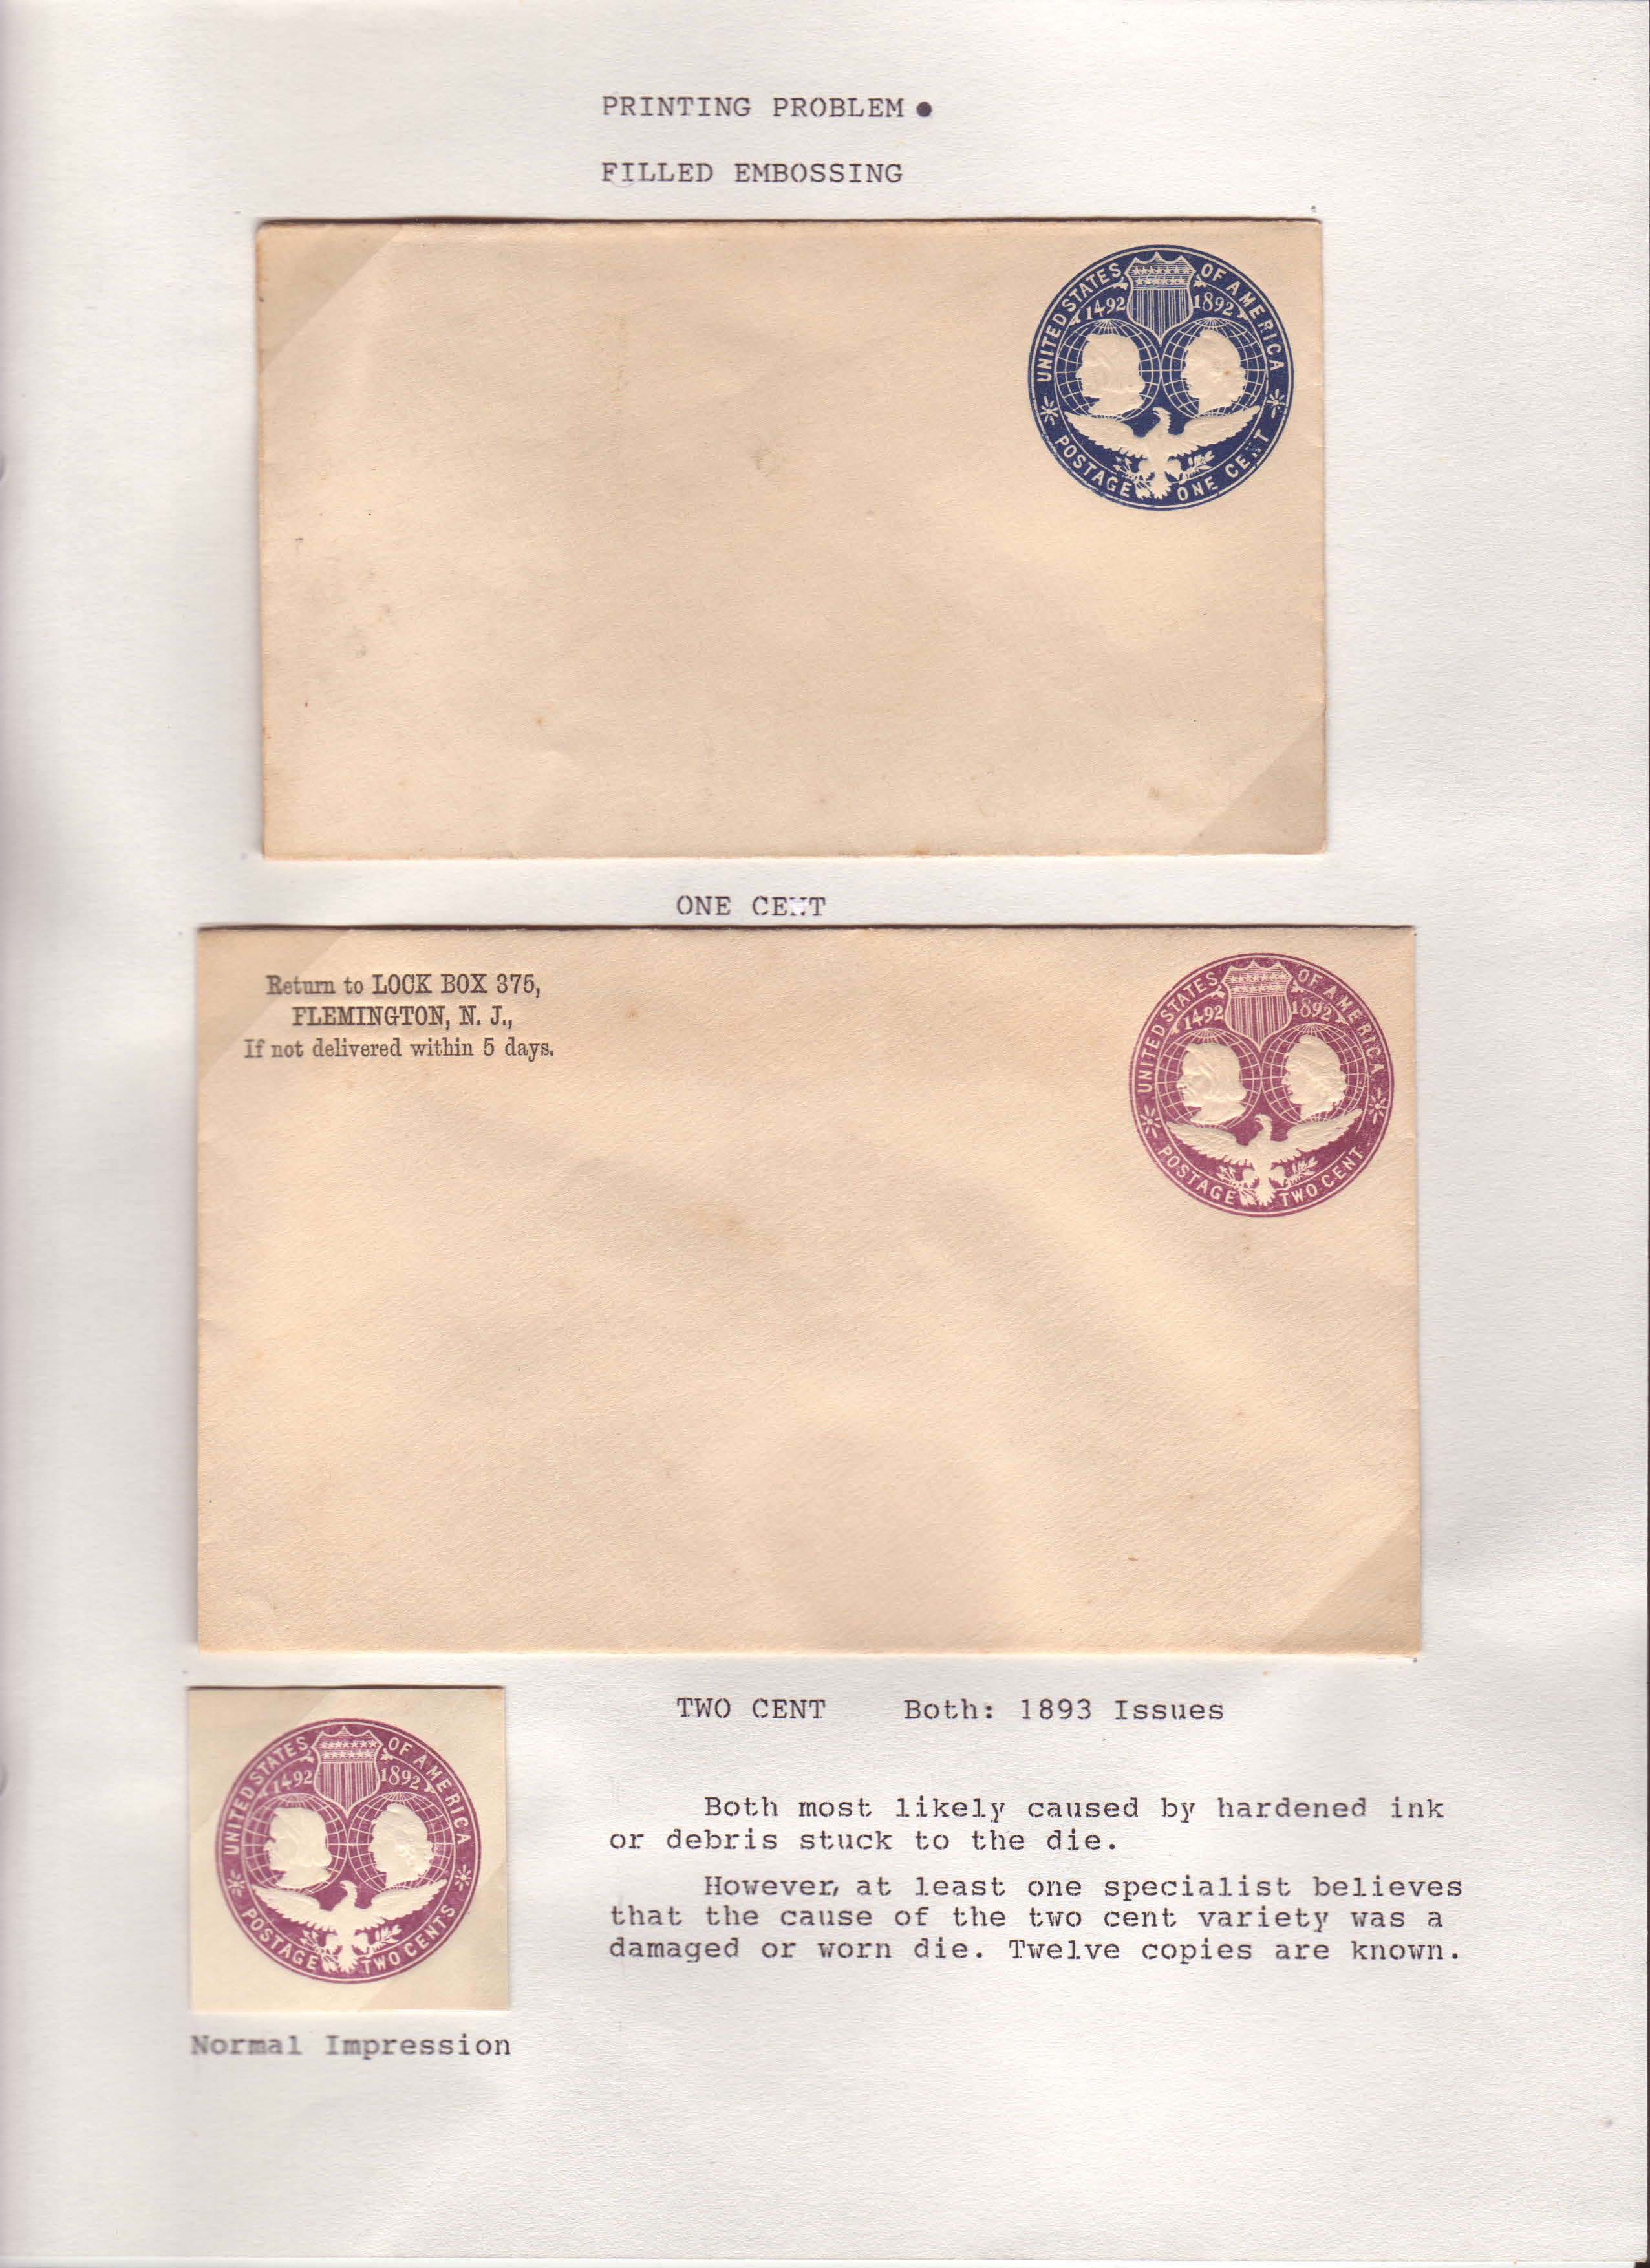 PRINTING PROBLEM ●
FILLED EMBOSSING
UNITED STATES OF AMERICA
1492 1892
POSTAGE ONE CE T
ONE CE T
Return to LOCK BOX 375,
FLEMINGTON, N. J.,
If not delivered within 5 days.
UNITED STATES OF AMERICA
1492 1892
POSTAGE TWO CENT
TWO CENT Both: 1893 Issues
UNITED STATES OF AMERICA
1492 1892
POSTAGE TWO CENTS
Both most likely caused by hardened ink
or debris stuck to the die.
However, at least one specialist believes
that the cause of the two cent variety was a
damaged or worn die. Twelve copies are known.
Normal Impression